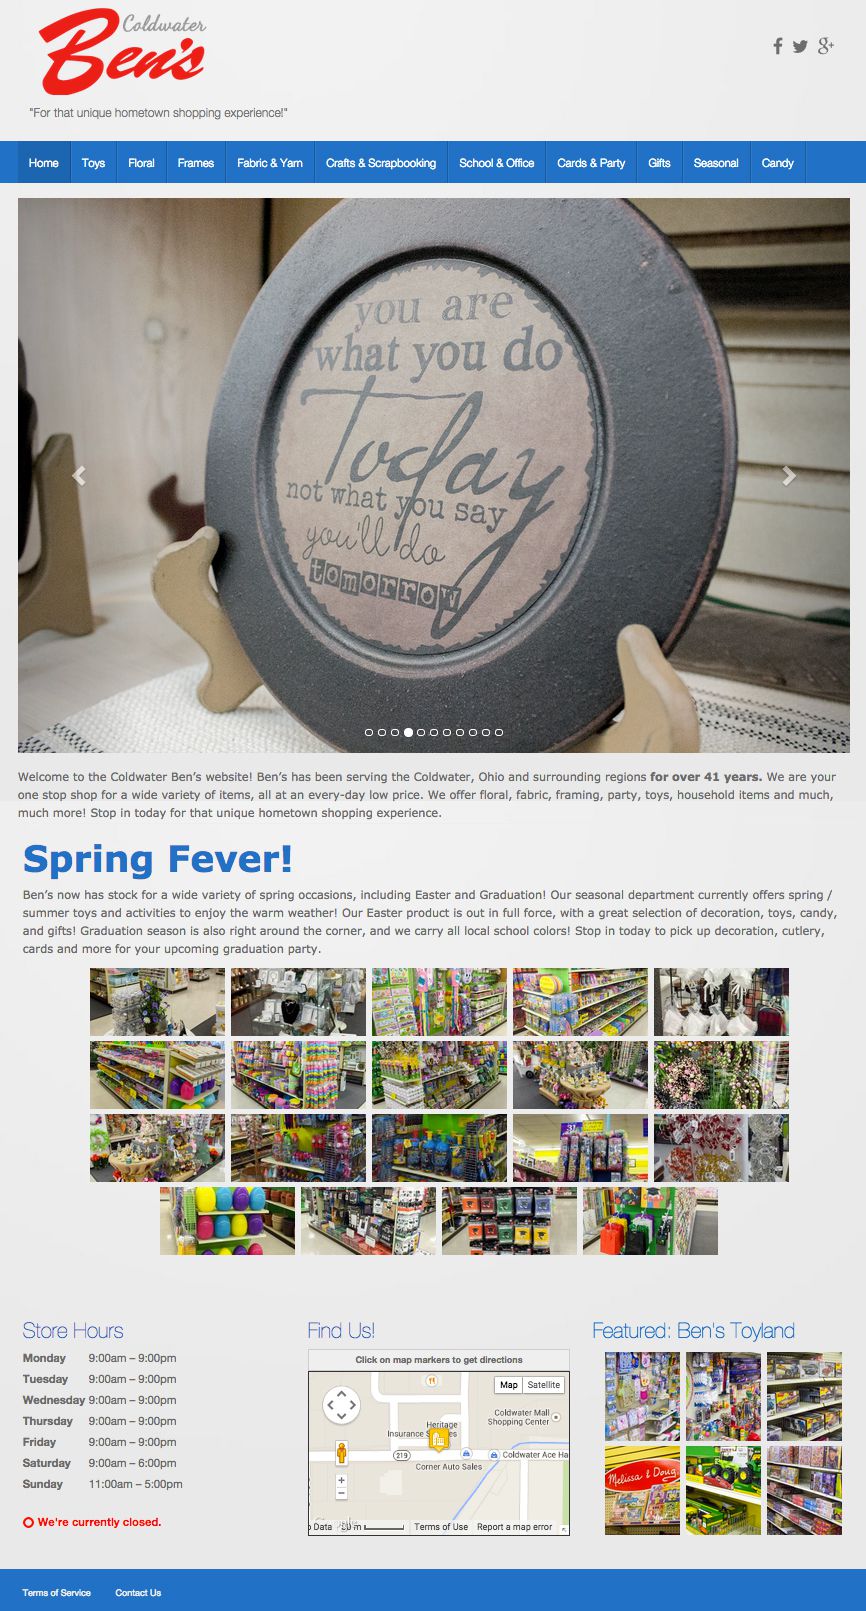 Coldwater
Ben's
"For that unique hometown shopping experience!"
Home
Toys
Floral
Frames
Fabric & Yarn
Crafts & Scrapbooking
School & Office
Cards & Party
Gifts
Seasonal
Candy
you are
what you do
Today
not what you say
you'll do
tomorrow
Welcome to the Coldwater Ben's website! Ben's has been serving the Coldwater, Ohio and surrounding regions for over 41 years. We are your
one stop shop for a wide variety of items, all at an every-day low price. We offer floral, fabric, framing, party, toys, household items and much,
much more! Stop in today for that unique hometown shopping experience.
Spring Fever!
Ben's now has stock for a wide variety of spring occasions, including Easter and Graduation! Our seasonal department currently offers spring /
summer toys and activities to enjoy the warm weather! Our Easter product is out in full force, with a great selection of decoration, toys, candy,
and gifts! Graduation season is also right around the corner, and we carry all local school colors! Stop in today to pick up decoration, cutlery,
cards and more for your upcoming graduation party.
Store Hours
Monday 9:00am – 9:00pm
Tuesday 9:00am – 9:00pm
Wednesday 9:00am – 9:00pm
Thursday 9:00am – 9:00pm
Friday 9:00am – 9:00pm
Saturday 9:00am – 6:00pm
Sunday 11:00am – 5:00pm
We're currently closed.
Find Us!
Click on map markers to get directions
Map
Satellite
Coldwater Mall
Shopping Center
Heritage
Insurance
219
Coldwater Ace Ha
Corner Auto Sales
Data
Terms of Use
Report a map error
Featured: Ben's Toyland
Melissa & Doug
Terms of Service
Contact Us